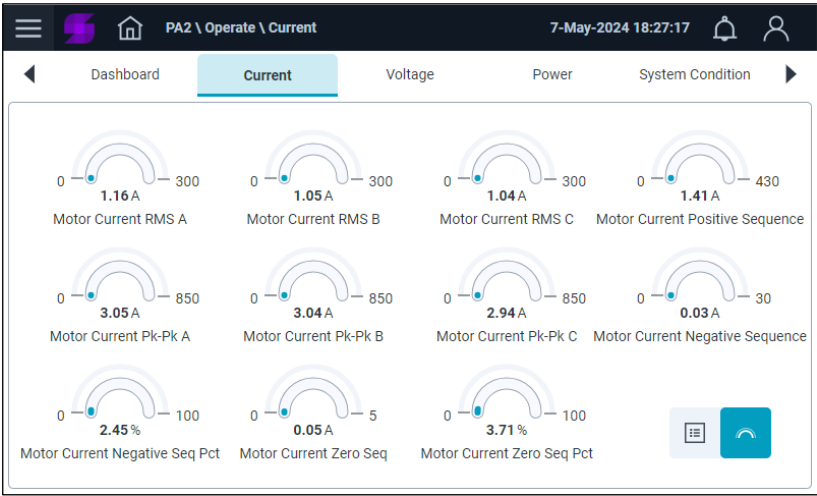 PA2 \ Operate \ Current 7-May-2024 18:27:17
Dashboard Current Voltage Power System Condition
0 300 0 300 0 300 0 430
1.16 A 1.05 A 1.04 A 1.41 A
Motor Current RMS A Motor Current RMS B Motor Current RMS C Motor Current Positive Sequence
0 850 0 850 0 850 0 30
3.05 A 3.04 A 2.94 A 0.03 A
Motor Current Pk-Pk A Motor Current Pk-Pk B Motor Current Pk-Pk C Motor Current Negative Sequence
0 100 0 5 0 100
2.45 % 0.05 A 3.71 %
Motor Current Negative Seq Pct Motor Current Zero Seq Motor Current Zero Seq Pct